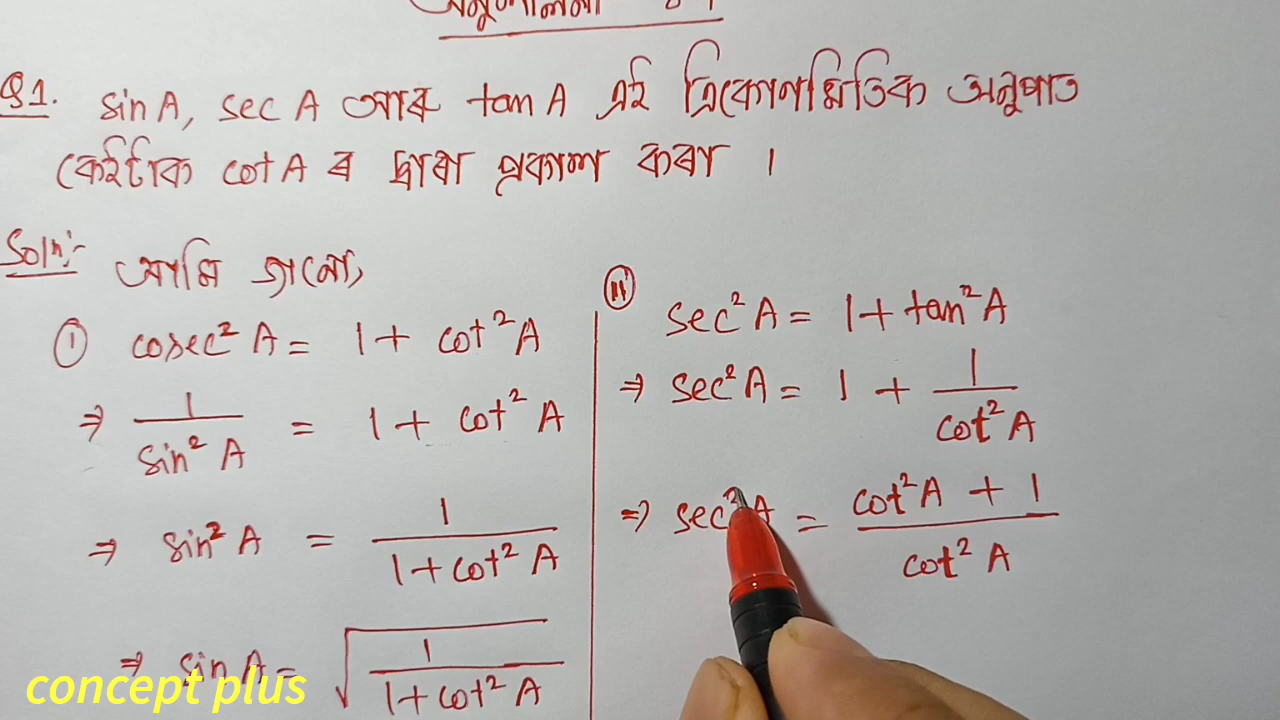 Q1. sin A, sec A আৰু tan A এই ত্ৰিকোণমিতিক অনুপাত
কেইটাক cot A ৰ দ্বাৰা প্ৰকাশ কৰা ।
Soln:- আমি জানো,
(i) cosec² A = 1 + cot² A
⇒ 1/sin² A = 1 + cot² A
⇒ sin² A = 1/(1 + cot² A)
⇒ sin A = √(1/(1 + cot² A))
(ii) sec² A = 1 + tan² A
⇒ sec² A = 1 + 1/cot² A
⇒ sec² A = (cot² A + 1)/cot² A
concept plus